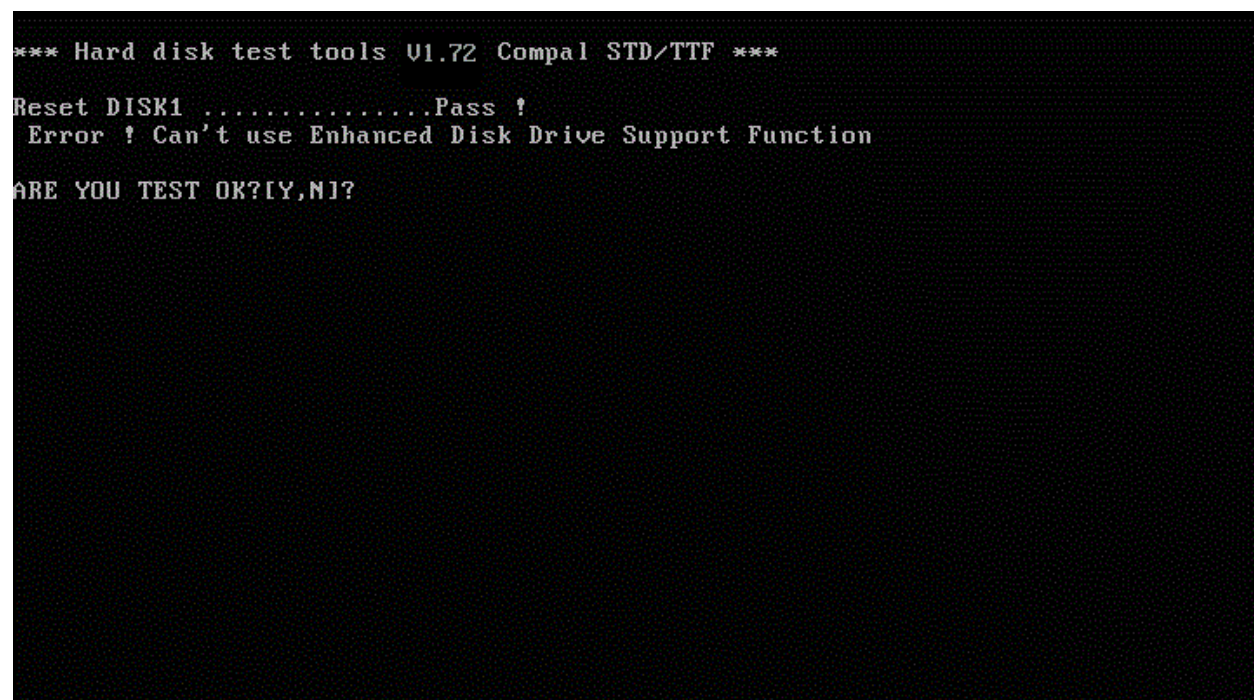 *** Hard disk test tools V1.72 Compal STD/TTF ***
Reset DISK1 ...............Pass !
Error ! Can't use Enhanced Disk Drive Support Function
ARE YOU TEST OK?[Y,N]?